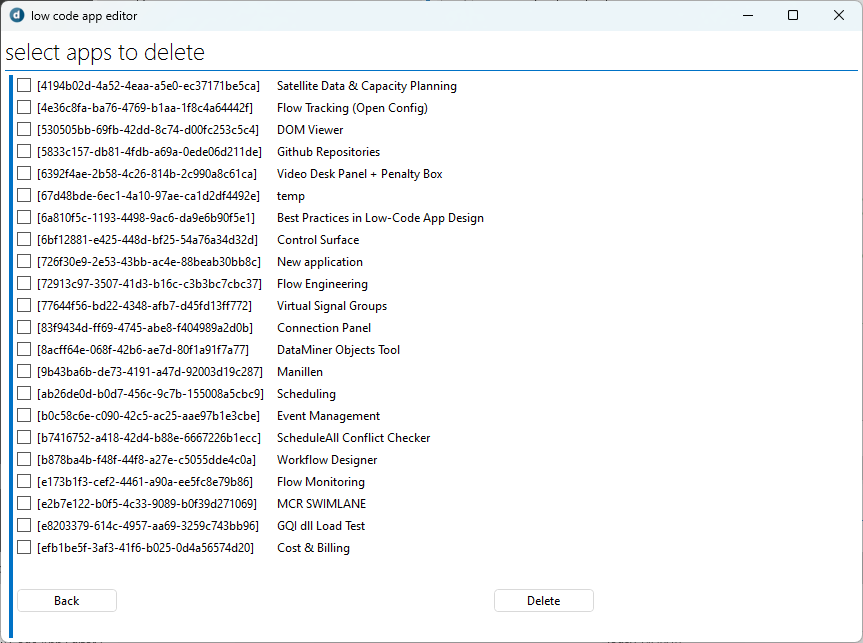 low code app editor
select apps to delete
[4194b02d-4a52-4eaa-a5e0-ec37171be5ca] Satellite Data & Capacity Planning
[4e36c8fa-ba76-4769-b1aa-1f8c4a64442f] Flow Tracking (Open Config)
[530505bb-69fb-42dd-8c74-d00fc253c5c4] DOM Viewer
[5833c157-db81-4fdb-a69a-0ede06d211de] Github Repositories
[6392f4ae-2b58-4c26-814b-2c990a8c61ca] Video Desk Panel + Penalty Box
[67d48bde-6ec1-4a10-97ae-ca1d2df4492e] temp
[6a810f5c-1193-4498-9ac6-da9e6b90f5e1] Best Practices in Low-Code App Design
[6bf12881-e425-448d-bf25-54a76a34d32d] Control Surface
[726f30e9-2e53-43bb-ac4e-88beab30bb8c] New application
[72913c97-3507-41d3-b16c-c3b3bc7cbc37] Flow Engineering
[77644f56-bd22-4348-afb7-d45fd13ff772] Virtual Signal Groups
[83f9434d-ff69-4745-abe8-f404989a2d0b] Connection Panel
[8acff64e-068f-42b6-ae7d-80f1a91f7a77] DataMiner Objects Tool
[9b43ba6b-de73-4191-a47d-92003d19c287] Manillen
[ab26de0d-b0d7-456c-9c7b-155008a5cbc9] Scheduling
[b0c58c6e-c090-42c5-ac25-aae97b1e3cbe] Event Management
[b7416752-a418-42d4-b88e-6667226b1ecc] ScheduleAll Conflict Checker
[b878ba4b-f48f-44f8-a27e-c5055dde4c0a] Workflow Designer
[e173b1f3-cef2-4461-a90a-ee5fc8e79b86] Flow Monitoring
[e2b7e122-b0f5-4c33-9089-b0f39d271069] MCR SWIMLANE
[e8203379-614c-4957-aa69-3259c743bb96] GQI dll Load Test
[efb1be5f-3af3-41f6-b025-0d4a56574d20] Cost & Billing
Back Delete